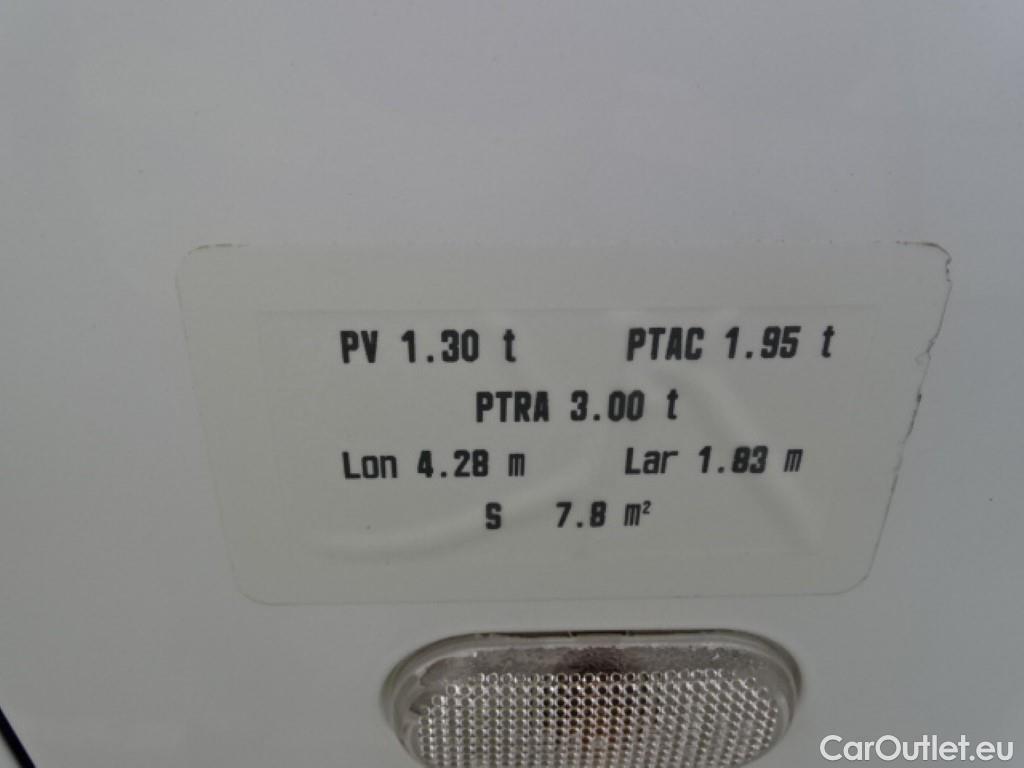 PV 1.30 t PTAC 1.95 t
PTRA 3.00 t
Lon 4.28 m Lar 1.83 m
S 7.8 m²
CarOutlet.eu